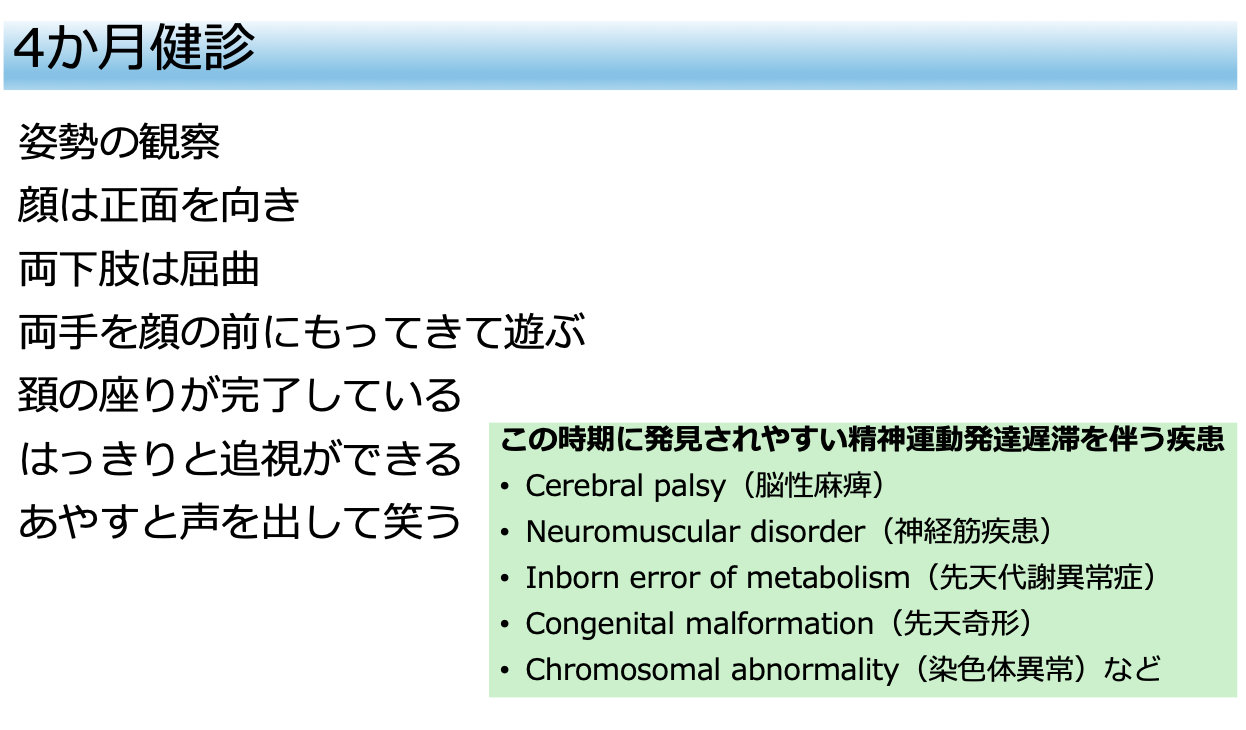 4か月健診
姿勢の観察
顔は正面を向き
両下肢は屈曲
両手を顔の前にもってきて遊ぶ
頚の座りが完了している
はっきりと追視ができる
あやすと声を出して笑う
この時期に発見されやすい精神運動発達遅滞を伴う疾患
• Cerebral palsy（脳性麻痺）
• Neuromuscular disorder（神経筋疾患）
• Inborn error of metabolism（先天代謝異常症）
• Congenital malformation（先天奇形）
• Chromosomal abnormality（染色体異常）など